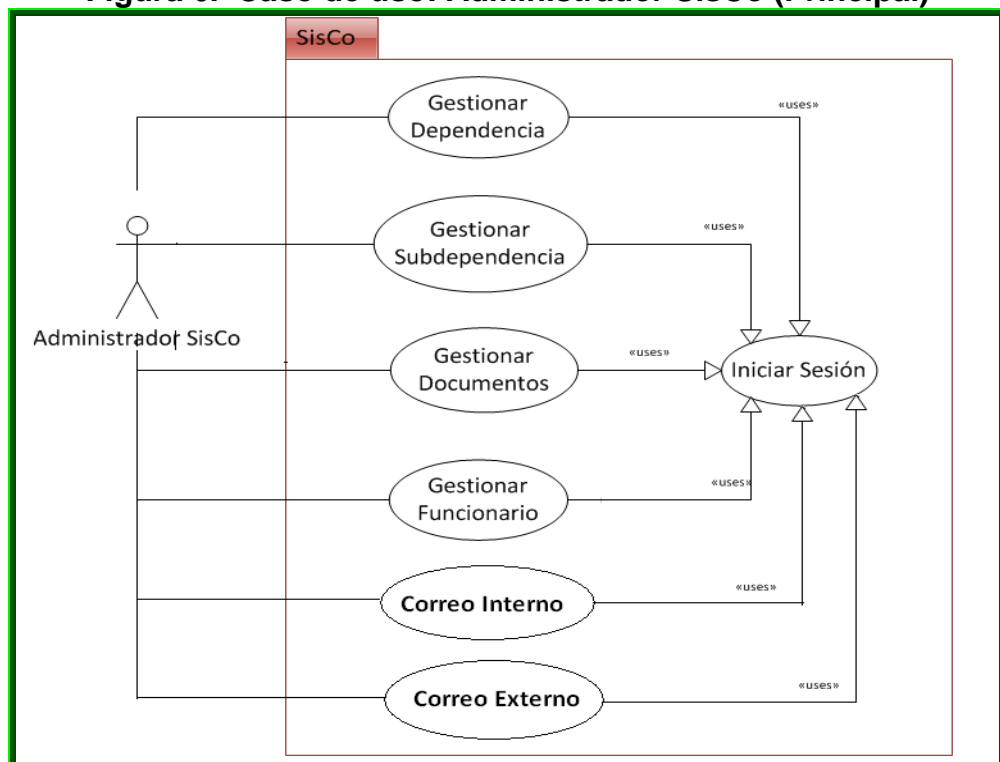 SisCo
Gestionar
Dependencia
«uses»
Gestionar
Subdependencia
«uses»
Administrador SisCo
Gestionar
Documentos
«uses»
Iniciar Sesión
Gestionar
Funcionario
«uses»
Correo Interno
«uses»
Correo Externo
«uses»